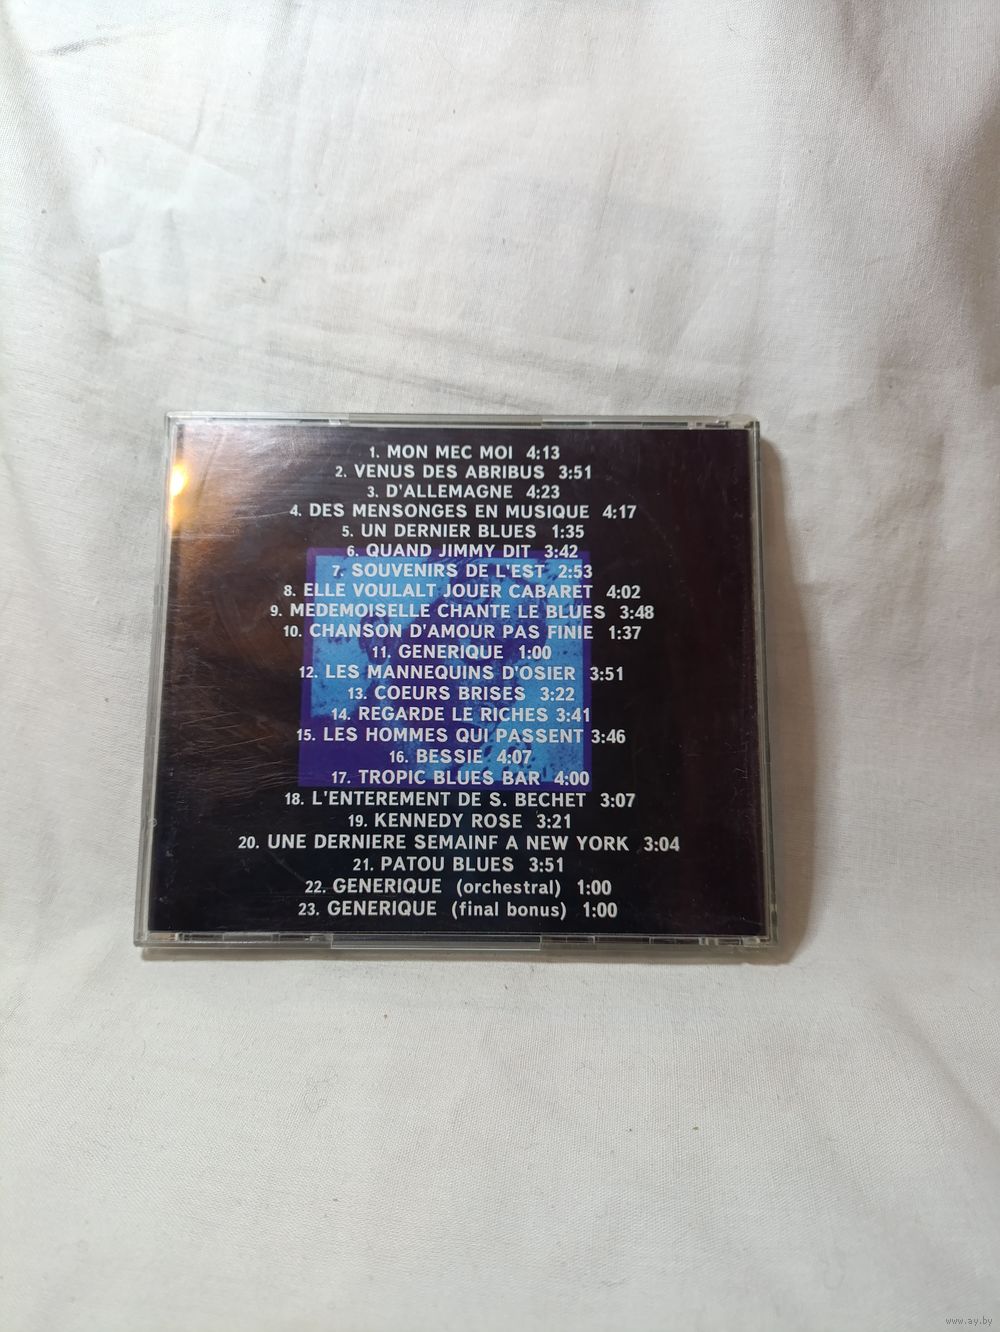 1. MON MEC MOI 4:13
2. VENUS DES ABRIBUS 3:51
3. D'ALLEMAGNE 4:23
4. DES MENSONGES EN MUSIQUE 4:17
5. UN DERNIER BLUES 1:35
6. QUAND JIMMY DIT 3:42
7. SOUVENIRS DE L'EST 2:53
8. ELLE VOULALT JOUER CABARET 4:02
9. MEDEMOISELLE CHANTE LE BLUES 3:48
10. CHANSON D'AMOUR PAS FINIE 1:37
11. GENERIQUE 1:00
12. LES MANNEQUINS D'OSIER 3:51
13. COEURS BRISES 3:22
14. REGARDE LE RICHES 3:41
15. LES HOMMES QUI PASSENT 3:46
16. BESSIE 4:07
17. TROPIC BLUES BAR 4:00
18. L'ENTEREMENT DE S. BECHET 3:07
19. KENNEDY ROSE 3:21
20. UNE DERNIERE SEMAINF A NEW YORK 3:04
21. PATOU BLUES 3:51
22. GENERIQUE (orchestral) 1:00
23. GENERIQUE (final bonus) 1:00
www.ay.by